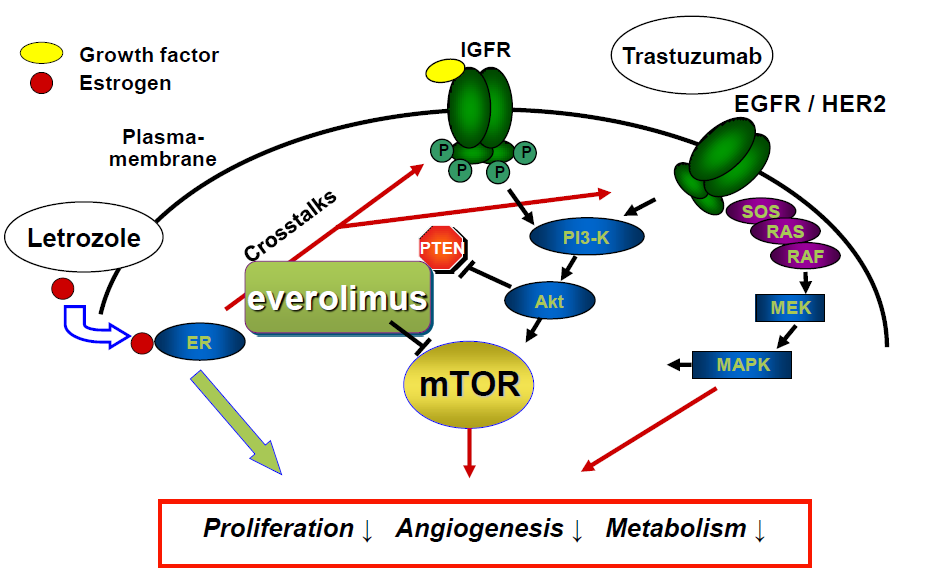 Growth factor
Estrogen
IGFR
Trastuzumab
EGFR / HER2
Plasma-
membrane
P
P
P
P
Letrozole
Crosstalks
PTEN
PI3-K
SOS
RAS
RAF
everolimus
Akt
MEK
ER
mTOR
MAPK
Proliferation ↓ Angiogenesis ↓ Metabolism ↓